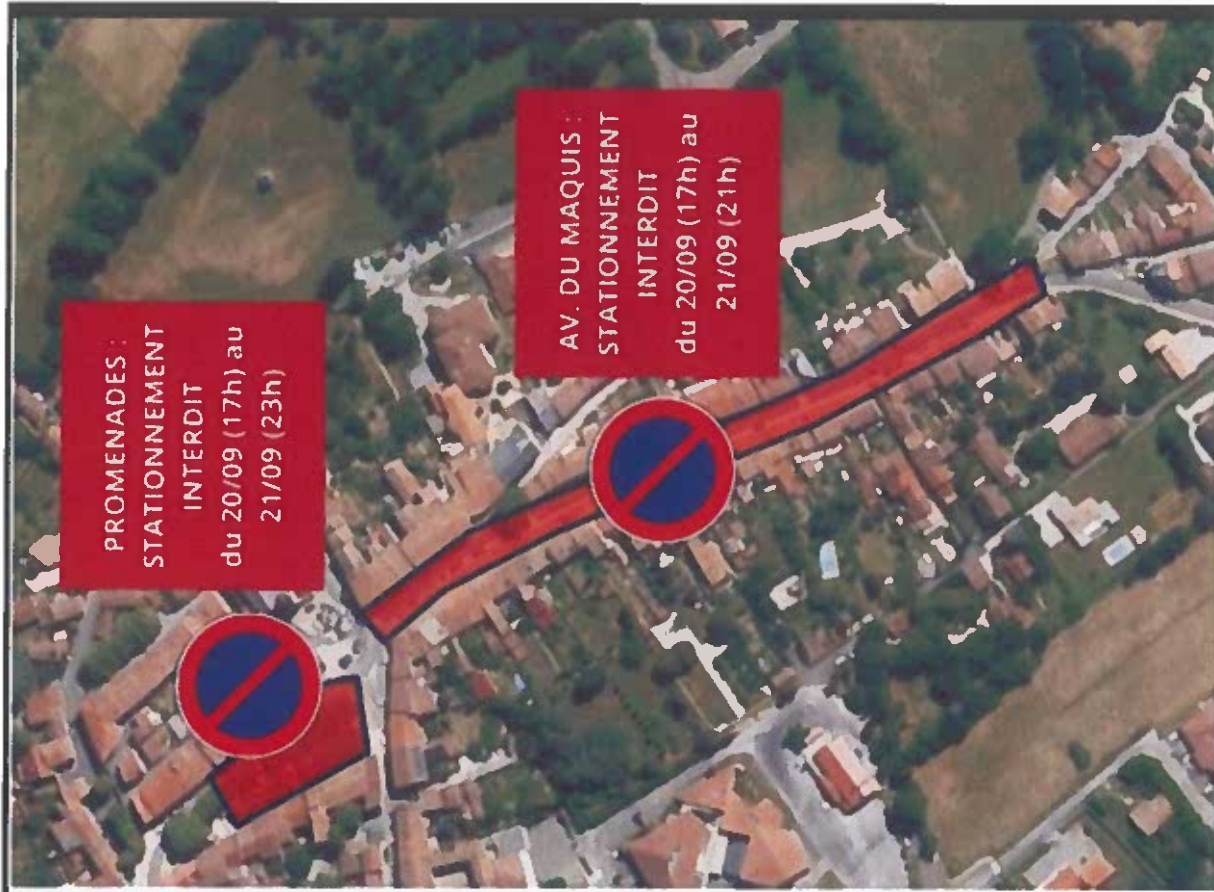 PROMENADES :
STATIONNEMENT
INTERDIT
du 20/09 (17h) au
21/09 (23h)
AV. DU MAQUIS :
STATIONNEMENT
INTERDIT
du 20/09 (17h) au
21/09 (21h)